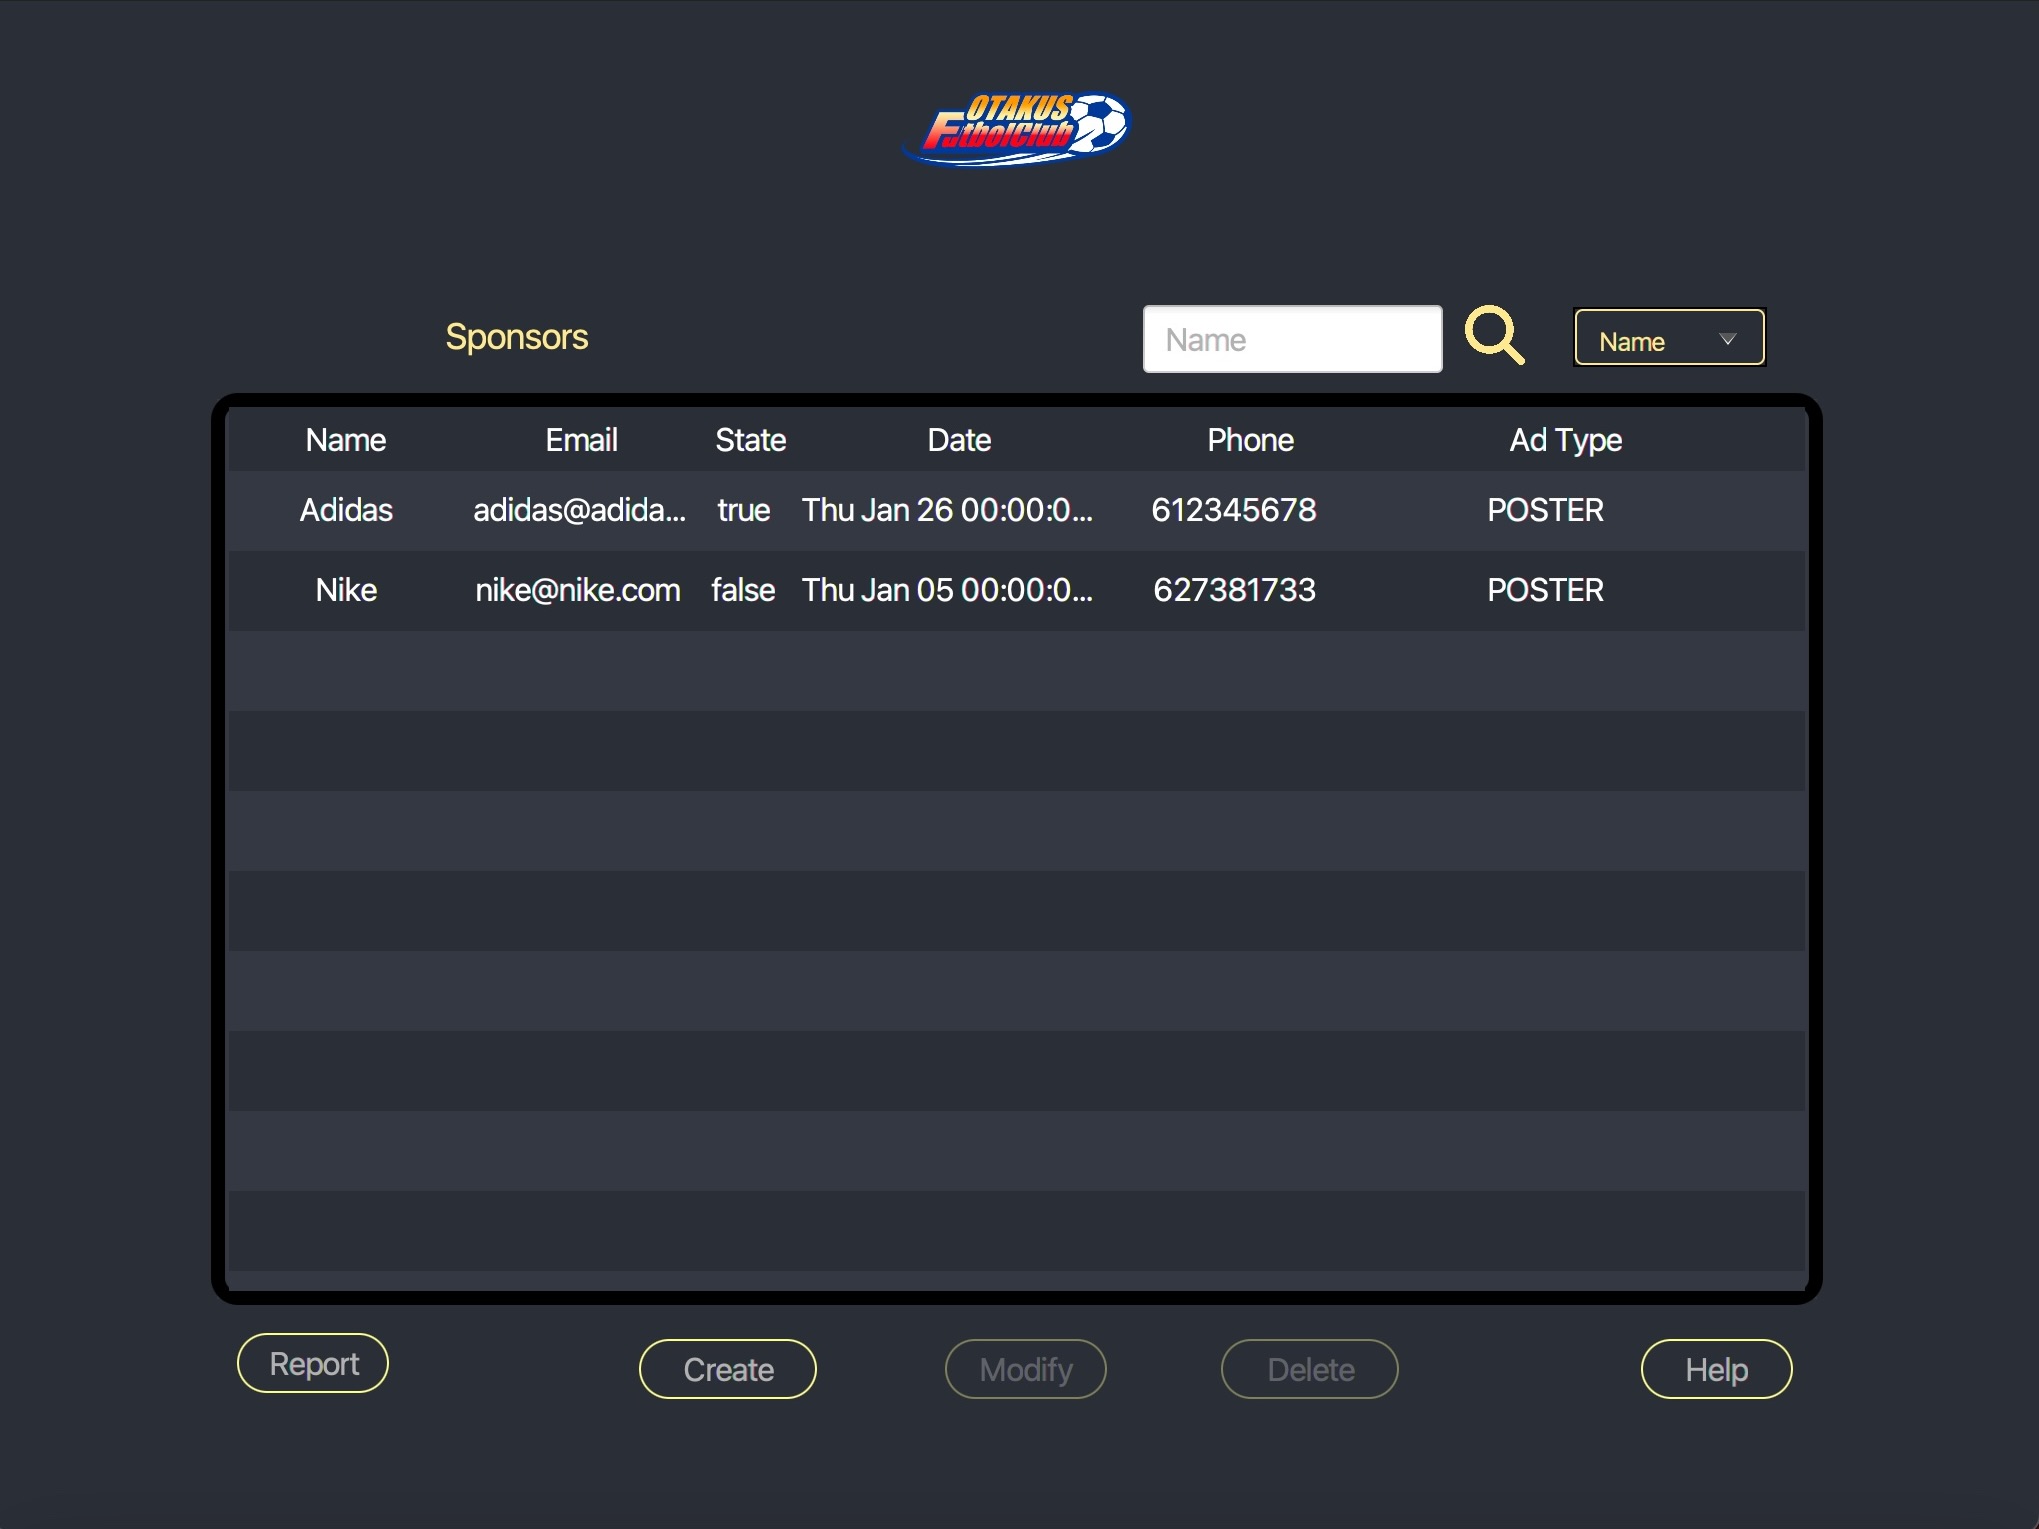 OTAKUS
FutbolClub
Sponsors
Name
Name
Name Email State Date Phone Ad Type
Adidas adidas@adida... true Thu Jan 26 00:00:0... 612345678 POSTER
Nike nike@nike.com false Thu Jan 05 00:00:0... 627381733 POSTER
Report Create Modify Delete Help